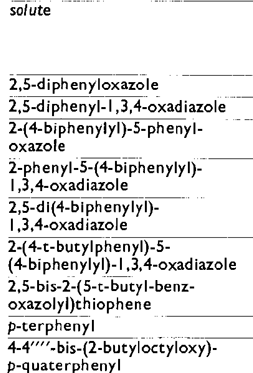 solute
2,5-diphenyloxazole
2,5-diphenyl-1,3,4-oxadiazole
2-(4-biphenylyl)-5-phenyl-
oxazole
2-phenyl-5-(4-biphenylyl)-
1,3,4-oxadiazole
2,5-di(4-biphenylyl)-
1,3,4-oxadiazole
2-(4-t-butylphenyl)-5-
(4-biphenylyl)-1,3,4-oxadiazole
2,5-bis-2-(5-t-butyl-benz-
oxazolyl)thiophene
p-terphenyl
4-4''''-bis-(2-butyloctyloxy)-
p-quaterphenyl